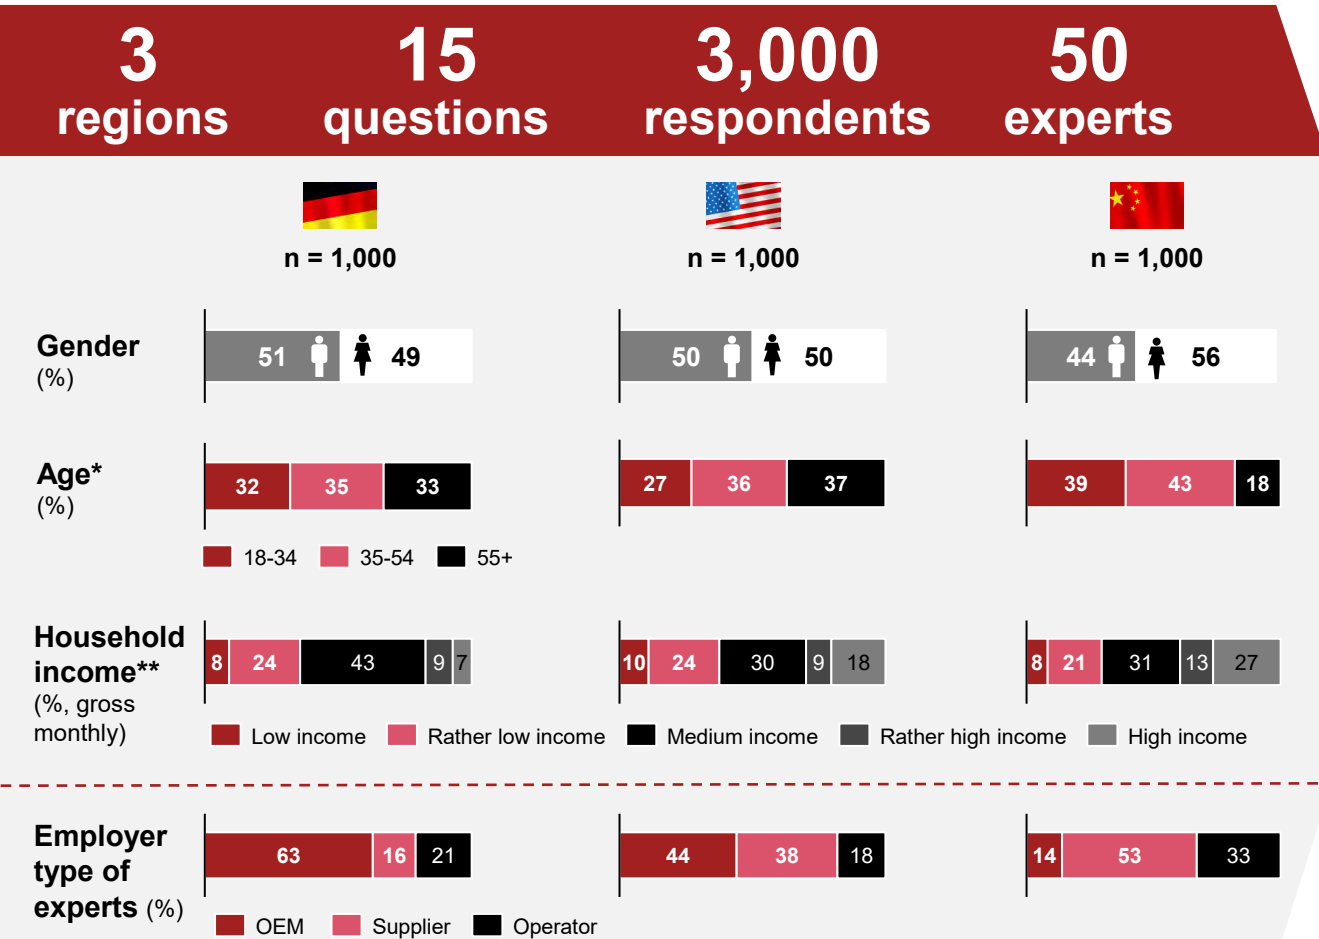 3 15 3,000 50
regions questions respondents experts
n = 1,000 n = 1,000 n = 1,000
Gender
(%)
51 49 50 50 44 56
Age*
(%)
32 35 33 27 36 37 39 43 18
18-34 35-54 55+
Household
income**
(%, gross
monthly)
8 24 43 9 7 10 24 30 9 18 8 21 31 13 27
Low income Rather low income Medium income Rather high income High income
Employer
type of
experts (%)
63 16 21 44 38 18 14 53 33
OEM Supplier Operator